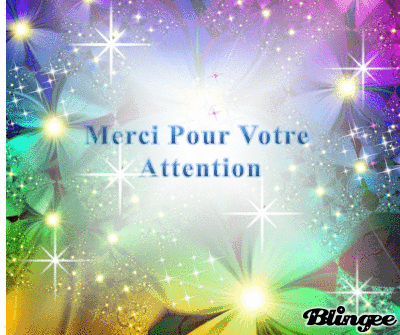 Merci Pour Votre
Attention
Blingee